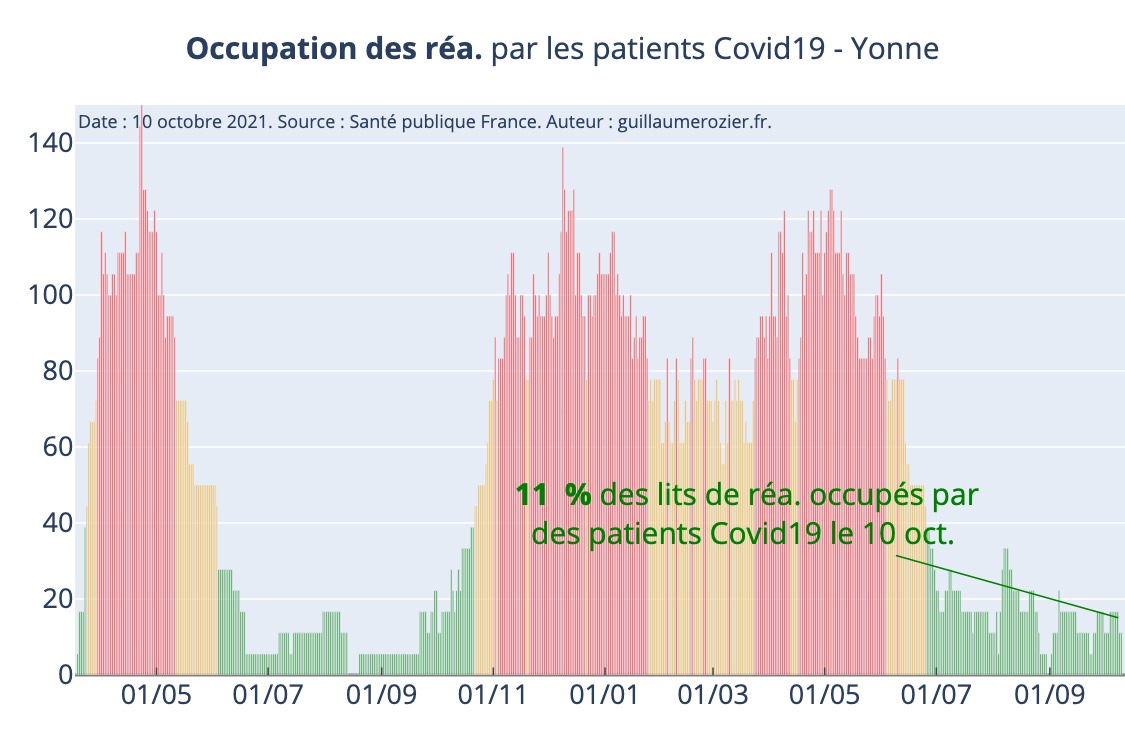 Occupation des réa. par les patients Covid19 - Yonne
Date : 10 octobre 2021. Source : Santé publique France. Auteur : guillaumerozier.fr.
140
120
100
80
60
11 % des lits de réa. occupés par
des patients Covid19 le 10 oct.
40
20
0
01/05 01/07 01/09 01/11 01/01 01/03 01/05 01/07 01/09